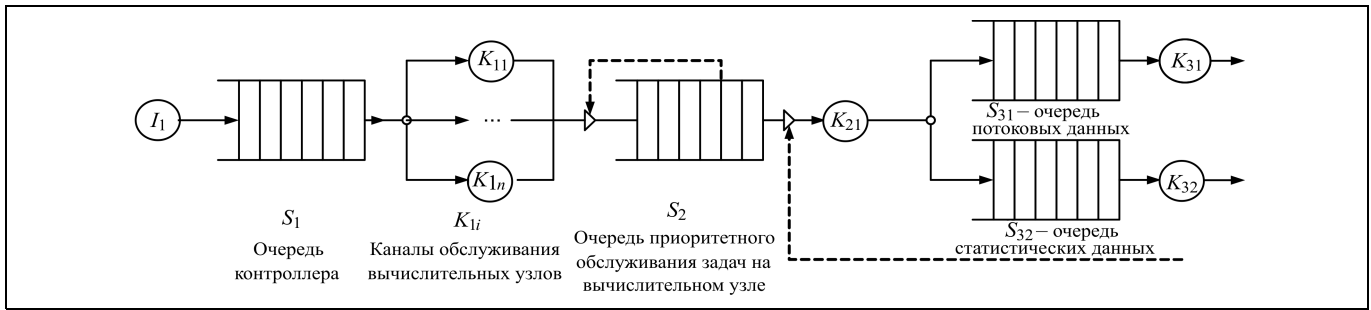 I1
K11
...
K1n
S1
Очередь
контроллера
K1i
Каналы обслуживания
вычислительных узлов
S2
Очередь приоритетного
обслуживания задач на
вычислительном узле
K21
S31 – очередь
потоковых данных
K31
S32 – очередь
статистических данных
K32